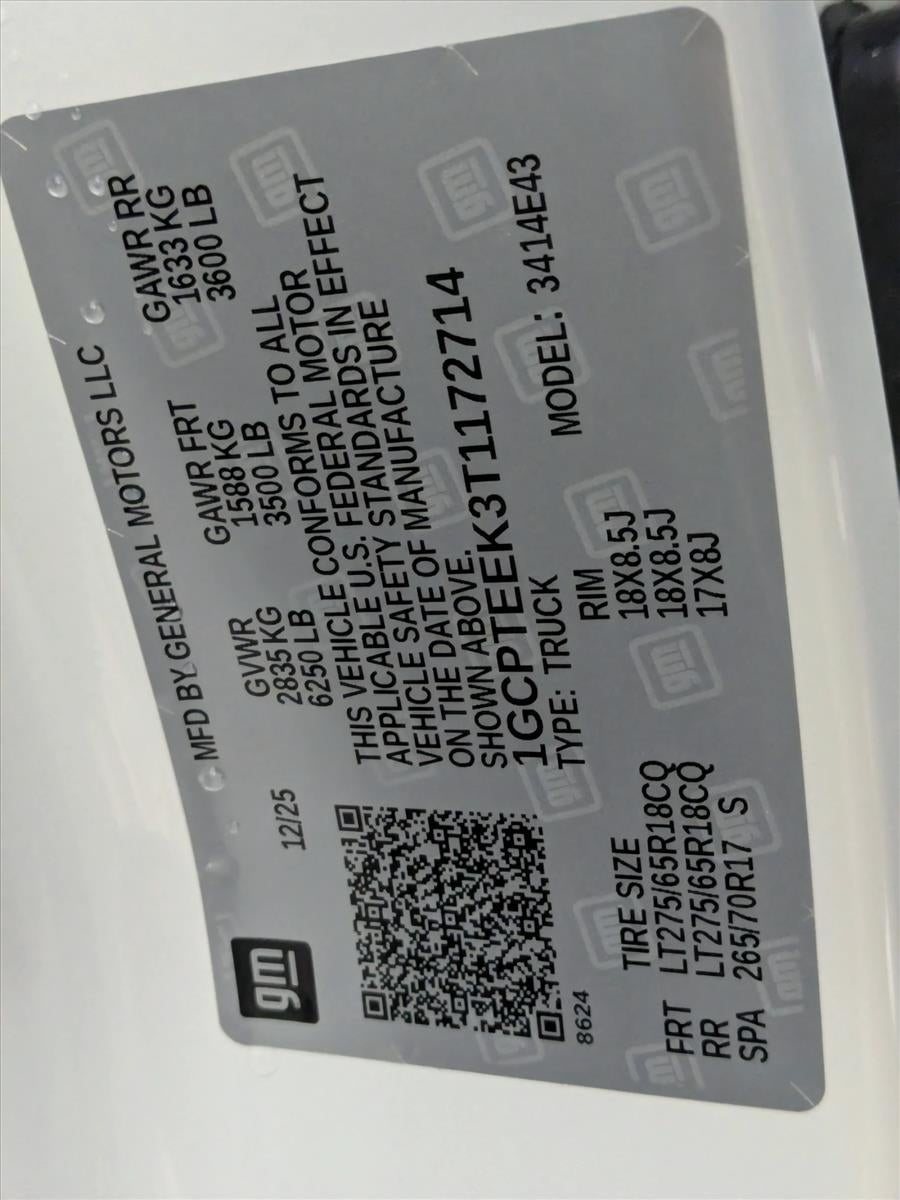 gm
MFD BY GENERAL MOTORS LLC
12/25
GVWR GAWR FRT GAWR RR
2835 KG 1588 KG 1633 KG
6250 LB 3500 LB 3600 LB
THIS VEHICLE CONFORMS TO ALL
APPLICABLE U.S. FEDERAL MOTOR
VEHICLE SAFETY STANDARDS IN EFFECT
ON THE DATE OF MANUFACTURE
SHOWN ABOVE.
1GCPTEEK3T1172714
TYPE: TRUCK MODEL: 3414E43
8624
TIRE SIZE RIM
FRT LT275/65R18CQ 18X8.5J
RR LT275/65R18CQ 18X8.5J
SPA 265/70R17 S 17X8J